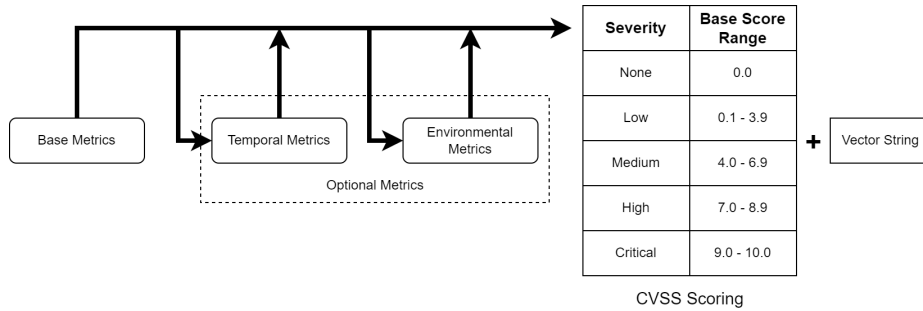 Base Metrics
Temporal Metrics
Environmental
Metrics
Optional Metrics
Severity
Base Score
Range
None
0.0
Low
0.1 - 3.9
Medium
4.0 - 6.9
High
7.0 - 8.9
Critical
9.0 - 10.0
CVSS Scoring
+
Vector String